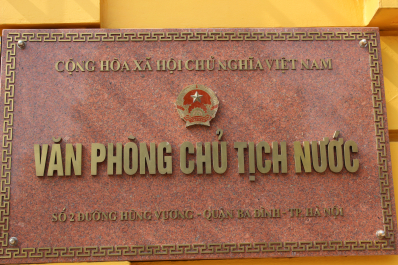 CỘNG HÒA XÃ HỘI CHỦ NGHĨA VIỆT NAM
VĂN PHÒNG CHỦ TỊCH NƯỚC
SỐ 2 ĐƯỜNG HÙNG VƯƠNG - QUẬN BA ĐÌNH - TP. HÀ NỘI